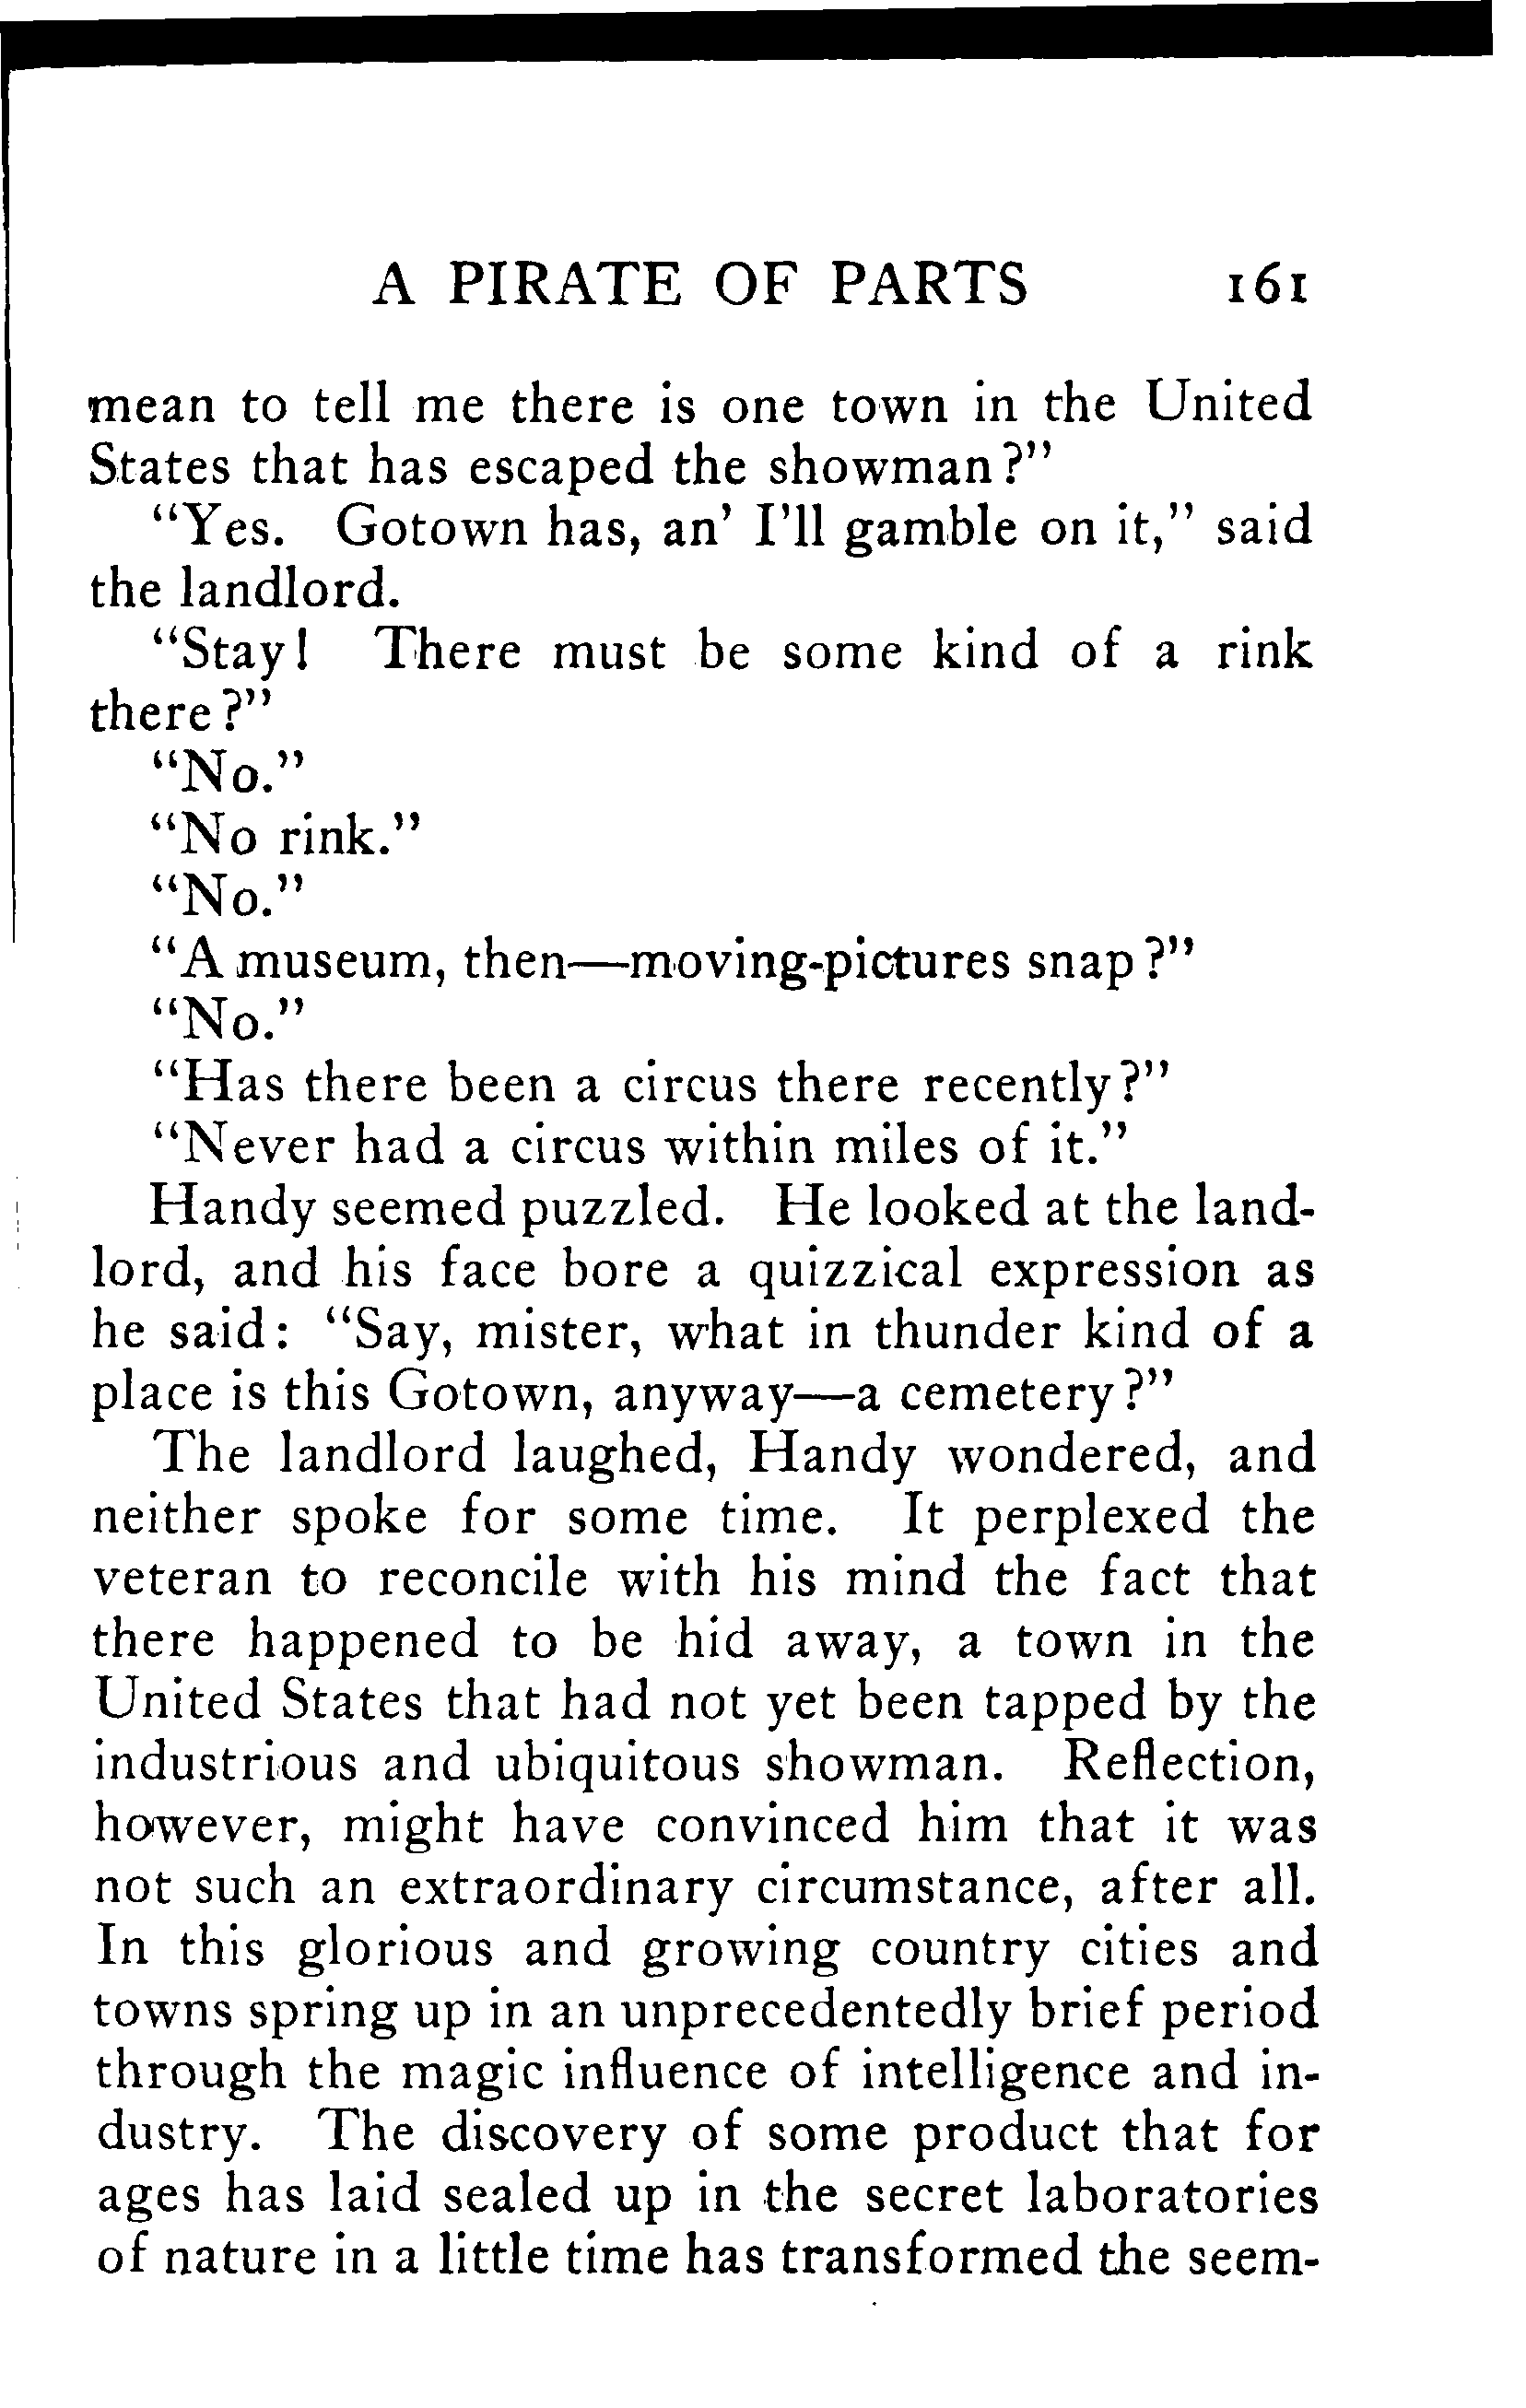 A PIRATE OF PARTS 161
mean to tell me there is one town in the United
States that has escaped the showman?"
"Yes. Gotown has, an' I'll gamble on it," said
the landlord.
"Stay! There must be some kind of a rink
there?"
"No."
"No rink."
"No."
"A museum, then—moving-pictures snap?"
"No."
"Has there been a circus there recently?"
"Never had a circus within miles of it."
Handy seemed puzzled. He looked at the land-
lord, and his face bore a quizzical expression as
he said: "Say, mister, what in thunder kind of a
place is this Gotown, anyway—a cemetery?"
The landlord laughed, Handy wondered, and
neither spoke for some time. It perplexed the
veteran to reconcile with his mind the fact that
there happened to be hid away, a town in the
United States that had not yet been tapped by the
industrious and ubiquitous showman. Reflection,
however, might have convinced him that it was
not such an extraordinary circumstance, after all.
In this glorious and growing country cities and
towns spring up in an unprecedentedly brief period
through the magic influence of intelligence and in-
dustry. The discovery of some product that for
ages has laid sealed up in the secret laboratories
of nature in a little time has transformed the seem-